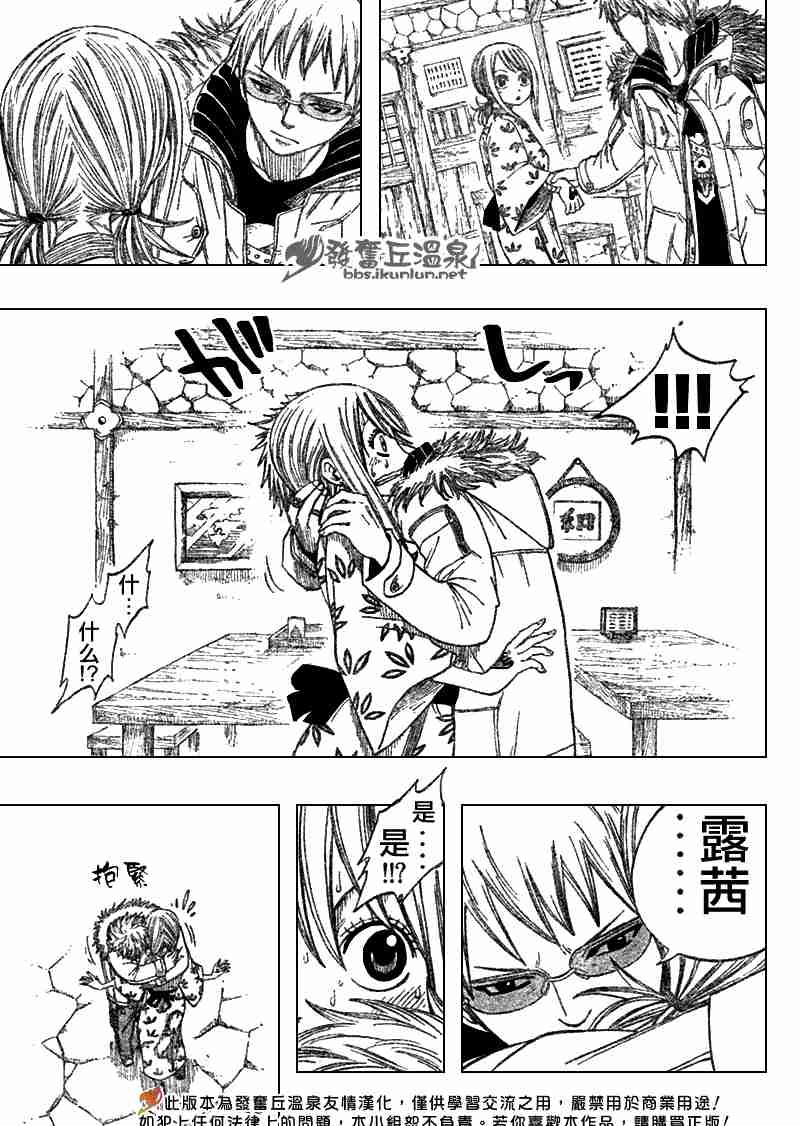 發奮丘溫泉
bbs.ikunlun.net
!!!
ガ
しっ
什…
什么!?
露茜
……
是……
是!!?
抱緊
此版本為發奮丘溫泉友情漢化，僅供學習交流之用，嚴禁用於商業用途!
如犯上任何法律上的問題，本小組恕不負責。若你喜歡本作品，請購買正版!